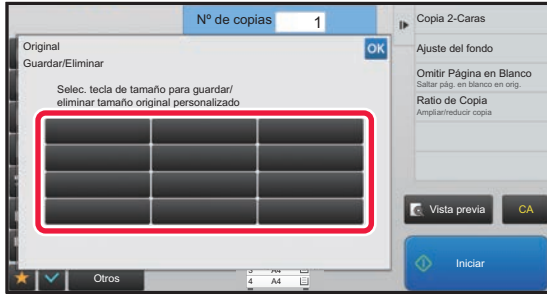 Nº de copias 1
Original
Guardar/Eliminar
OK
Selec. tecla de tamaño para guardar/
eliminar tamaño original personalizado
Otros
4 A4
Copia 2-Caras
Ajuste del fondo
Omitir Página en Blanco
Saltar pág. en blanco en orig.
Ratio de Copia
Ampliar/reducir copia
Vista previa
CA
Iniciar